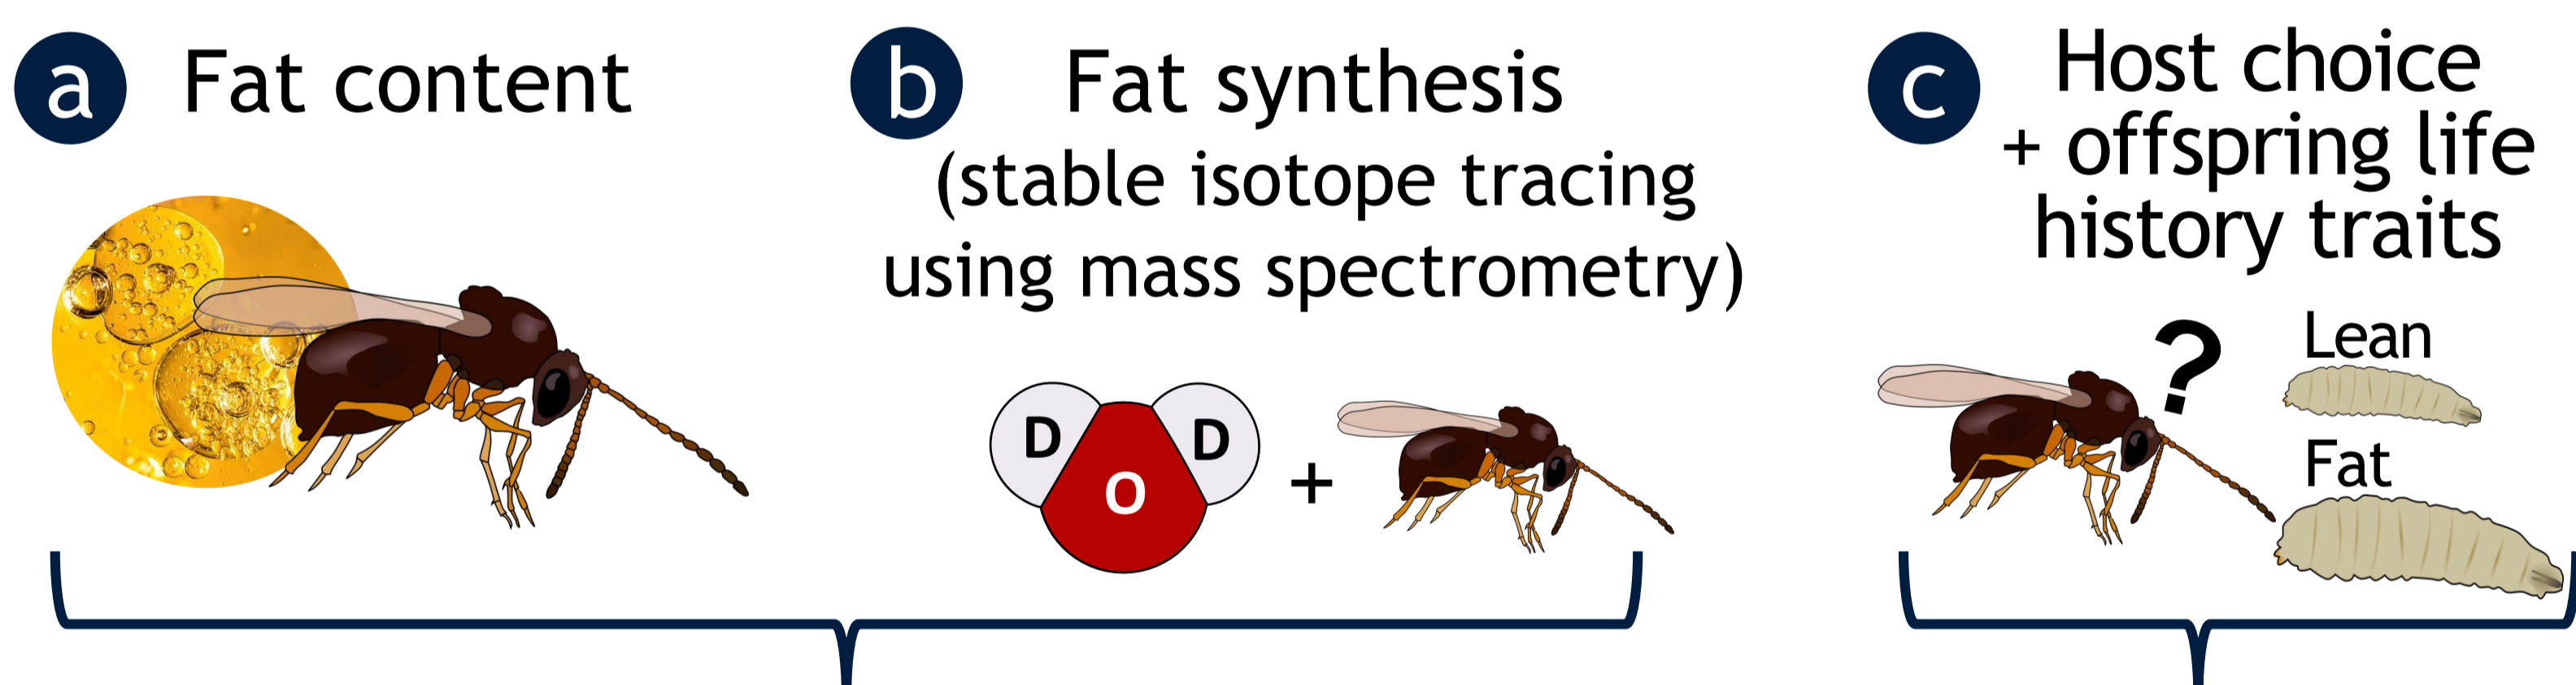 a Fat content
b Fat synthesis
(stable isotope tracing
using mass spectrometry)
D D
O
+
c Host choice
+ offspring life
history traits
?
Lean
Fat